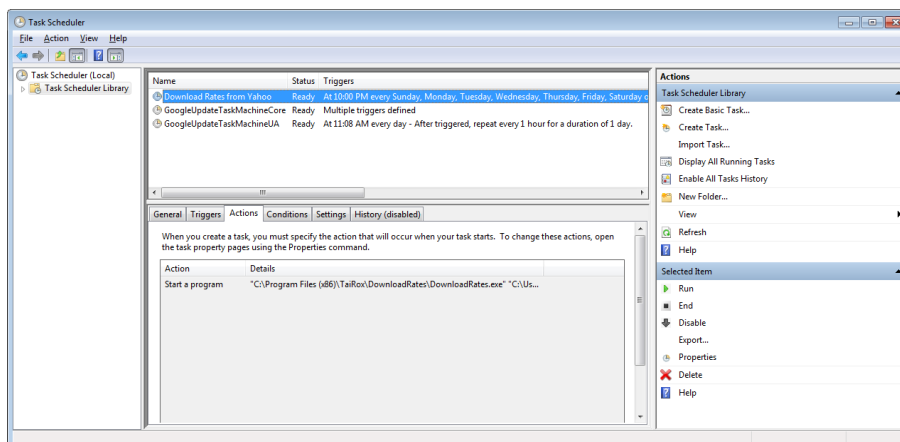 Task Scheduler
File Action View Help
Task Scheduler (Local)
Task Scheduler Library
Name Status Triggers
Download Rates from Yahoo Ready At 10:00 PM every Sunday, Monday, Tuesday, Wednesday, Thursday, Friday, Saturday o
GoogleUpdateTaskMachineCore Ready Multiple triggers defined
GoogleUpdateTaskMachineUA Ready At 11:08 AM every day - After triggered, repeat every 1 hour for a duration of 1 day.
General Triggers Actions Conditions Settings History (disabled)
When you create a task, you must specify the action that will occur when your task starts. To change these actions, open
the task property pages using the Properties command.
Action Details
Start a program "C:\Program Files (x86)\TaiRox\DownloadRates\DownloadRates.exe" "C:\Us...
Actions
Task Scheduler Library
Create Basic Task...
Create Task...
Import Task...
Display All Running Tasks
Enable All Tasks History
New Folder...
View
Refresh
Help
Selected Item
Run
End
Disable
Export...
Properties
Delete
Help